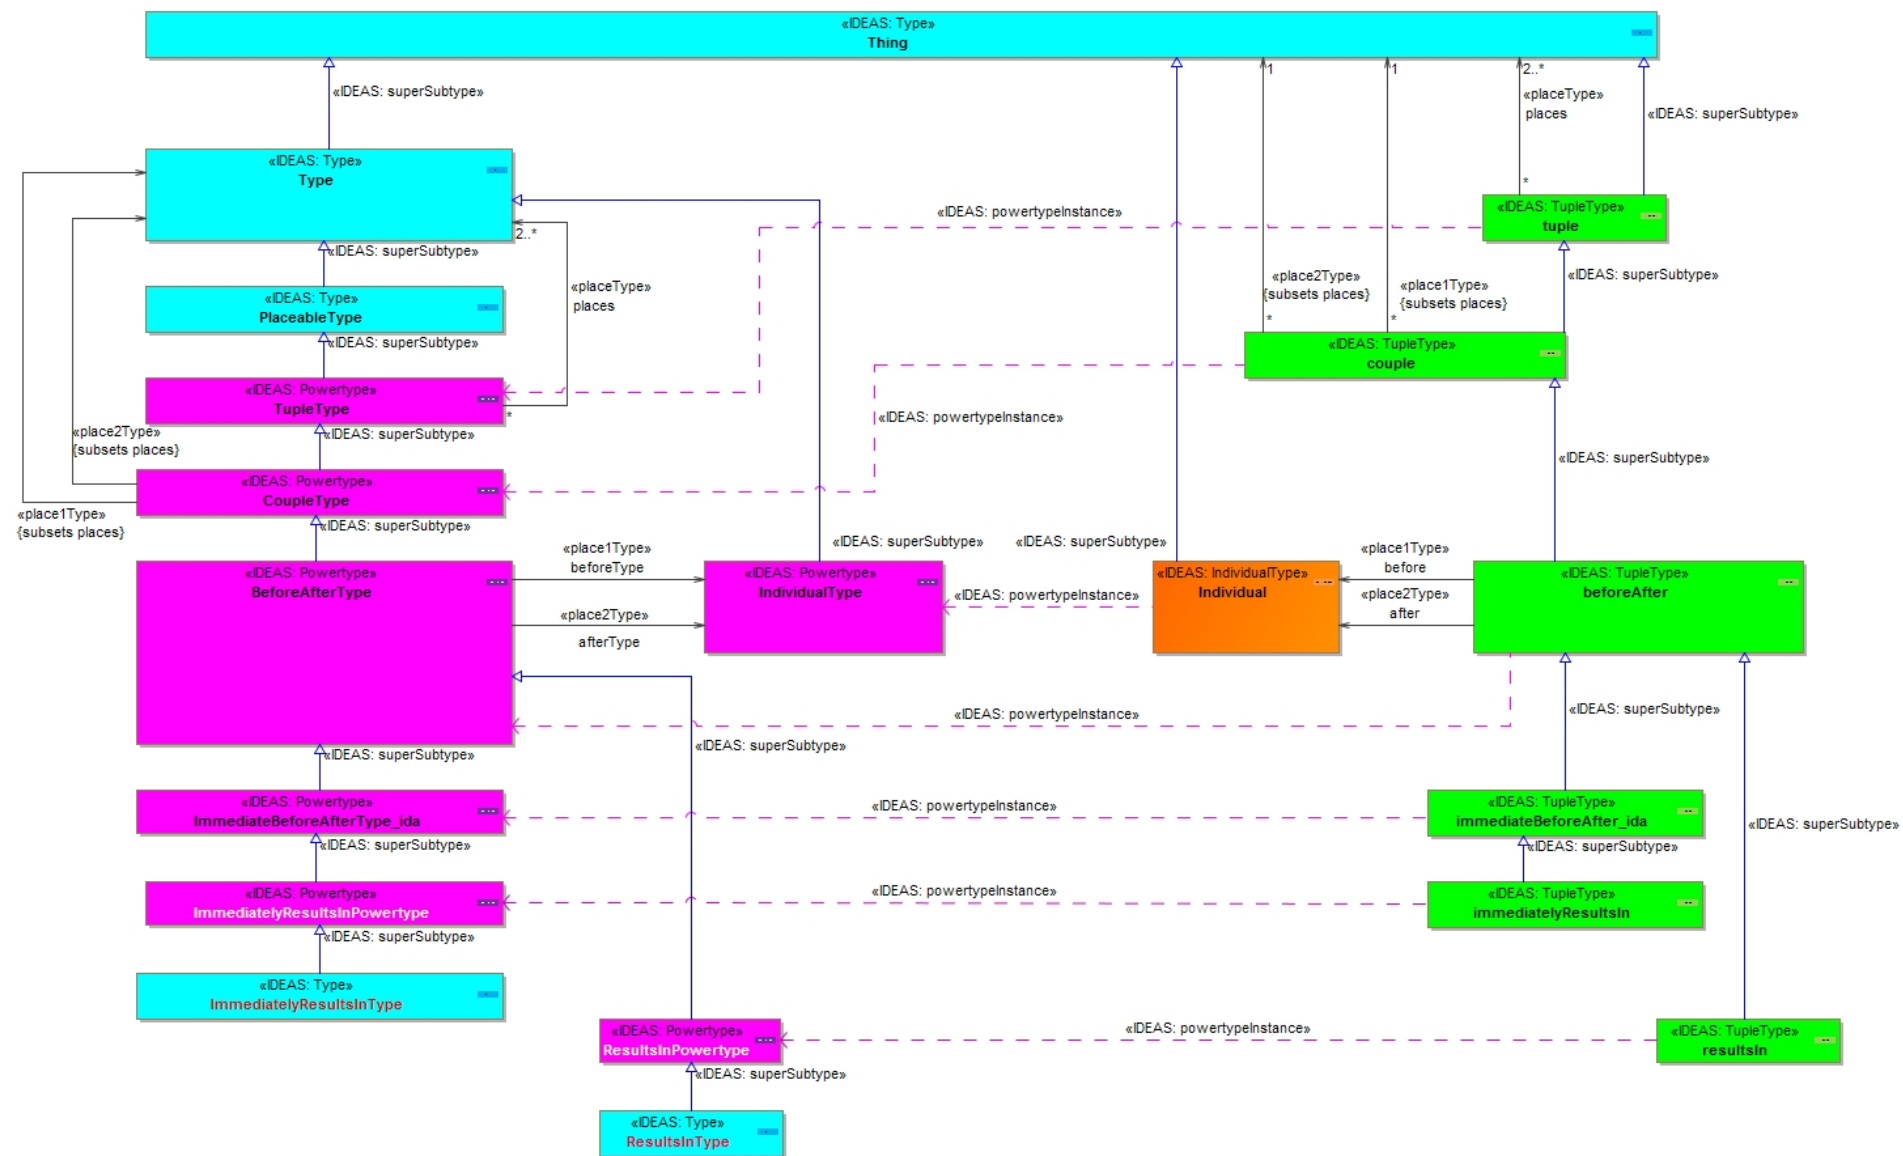 «IDEAS: Type»
Thing
1
1
2..*
«IDEAS: superSubtype»
«placeType»
places
«IDEAS: superSubtype»
*
«IDEAS: Type»
Type
«IDEAS: TupleType»
tuple
«IDEAS: powertypeInstance»
2..*
«IDEAS: superSubtype»
«placeType»
places
«place2Type»
{subsets places}
«place1Type»
{subsets places}
«IDEAS: superSubtype»
*
*
«IDEAS: Type»
PlaceableType
«IDEAS: superSubtype»
«IDEAS: TupleType»
couple
«IDEAS: Powertype»
TupleType
*
«IDEAS: powertypeInstance»
«place2Type»
{subsets places}
«IDEAS: superSubtype»
«IDEAS: superSubtype»
«IDEAS: Powertype»
CoupleType
«place1Type»
{subsets places}
«IDEAS: superSubtype»
«IDEAS: superSubtype»
«IDEAS: superSubtype»
«IDEAS: Powertype»
BeforeAfterType
«place1Type»
beforeType
«place2Type»
afterType
«IDEAS: Powertype»
IndividualType
«IDEAS: powertypeInstance»
«IDEAS: IndividualType»
Individual
«place1Type»
before
«place2Type»
after
«IDEAS: TupleType»
beforeAfter
«IDEAS: powertypeInstance»
«IDEAS: superSubtype»
«IDEAS: superSubtype»
«IDEAS: superSubtype»
«IDEAS: Powertype»
ImmediateBeforeAfterType_ida
«IDEAS: powertypeInstance»
«IDEAS: TupleType»
immediateBeforeAfter_ida
«IDEAS: superSubtype»
«IDEAS: superSubtype»
«IDEAS: superSubtype»
«IDEAS: Powertype»
ImmediatelyResultsInPowertype
«IDEAS: powertypeInstance»
«IDEAS: TupleType»
immediatelyResultsIn
«IDEAS: superSubtype»
«IDEAS: Type»
ImmediatelyResultsInType
«IDEAS: Powertype»
ResultsInPowertype
«IDEAS: powertypeInstance»
«IDEAS: TupleType»
resultsIn
«IDEAS: superSubtype»
«IDEAS: Type»
ResultsInType